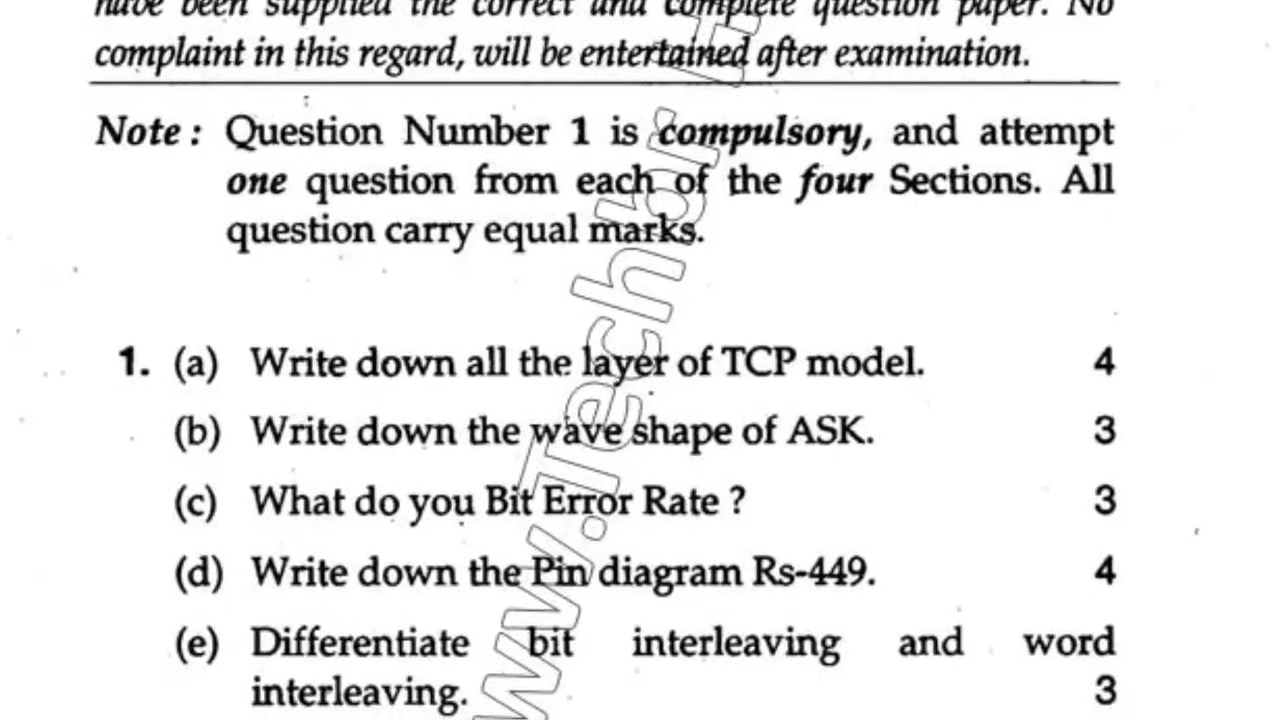 have been supplied the correct and complete question paper. No
complaint in this regard, will be entertained after examination.
Note : Question Number 1 is compulsory, and attempt
one question from each of the four Sections. All
question carry equal marks.
1. (a) Write down all the layer of TCP model. 4
(b) Write down the wave shape of ASK. 3
(c) What do you Bit Error Rate ? 3
(d) Write down the Pin diagram Rs-449. 4
(e) Differentiate bit interleaving and word
interleaving. 3